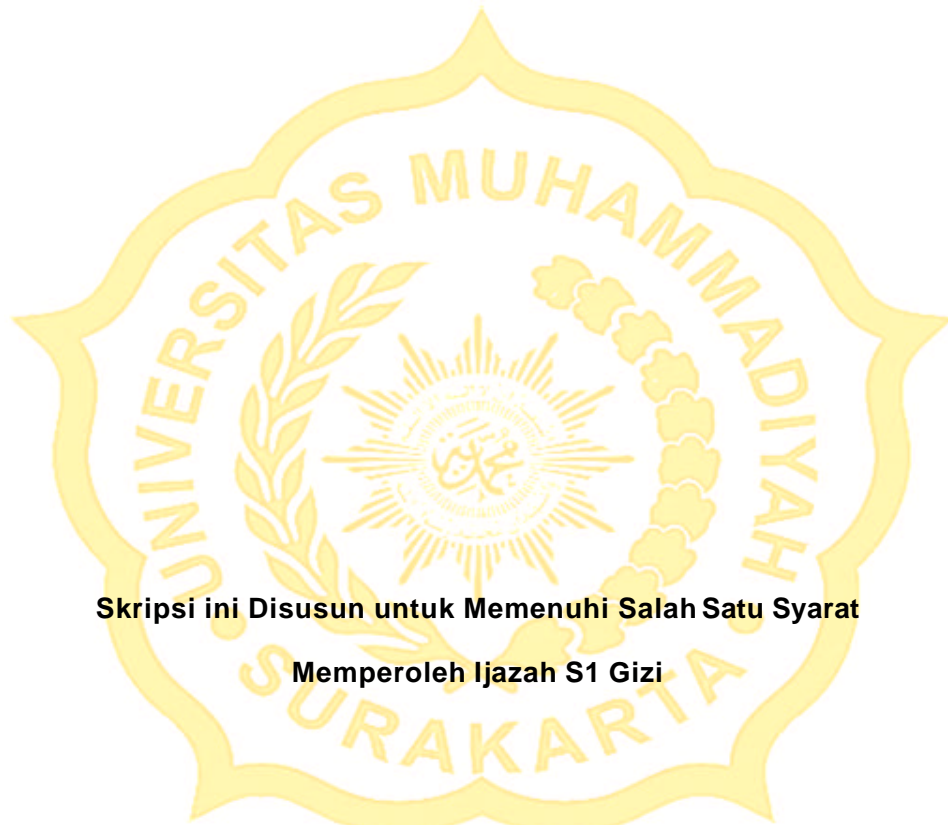 UNIVERSITAS MUHAMMADIYAH
Skripsi ini Disusun untuk Memenuhi Salah Satu Syarat
Memperoleh Ijazah S1 Gizi
SURAKARTA